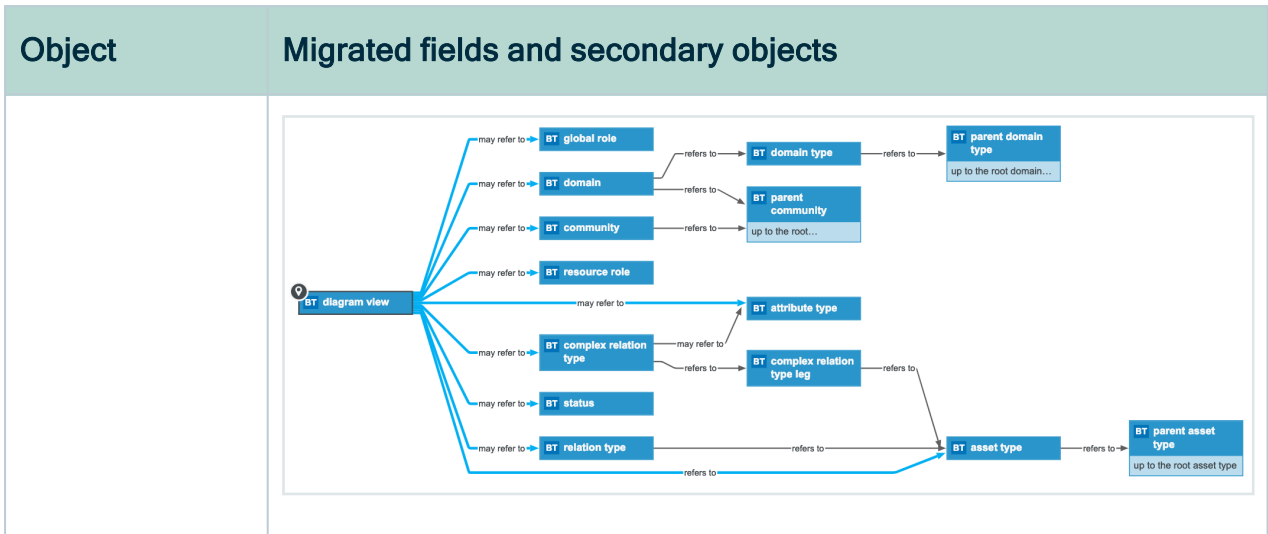 Object
Migrated fields and secondary objects
may refer to
BT global role
may refer to
BT domain
refers to
BT domain type
refers to
BT parent domain
type
up to the root domain...
refers to
BT parent
community
up to the root...
may refer to
BT community
refers to
may refer to
BT resource role
BT diagram view
may refer to
BT attribute type
may refer to
BT complex relation
type
may refer to
refers to
BT complex relation
type leg
refers to
may refer to
BT status
may refer to
BT relation type
refers to
BT asset type
refers to
BT parent asset
type
up to the root asset type
refers to